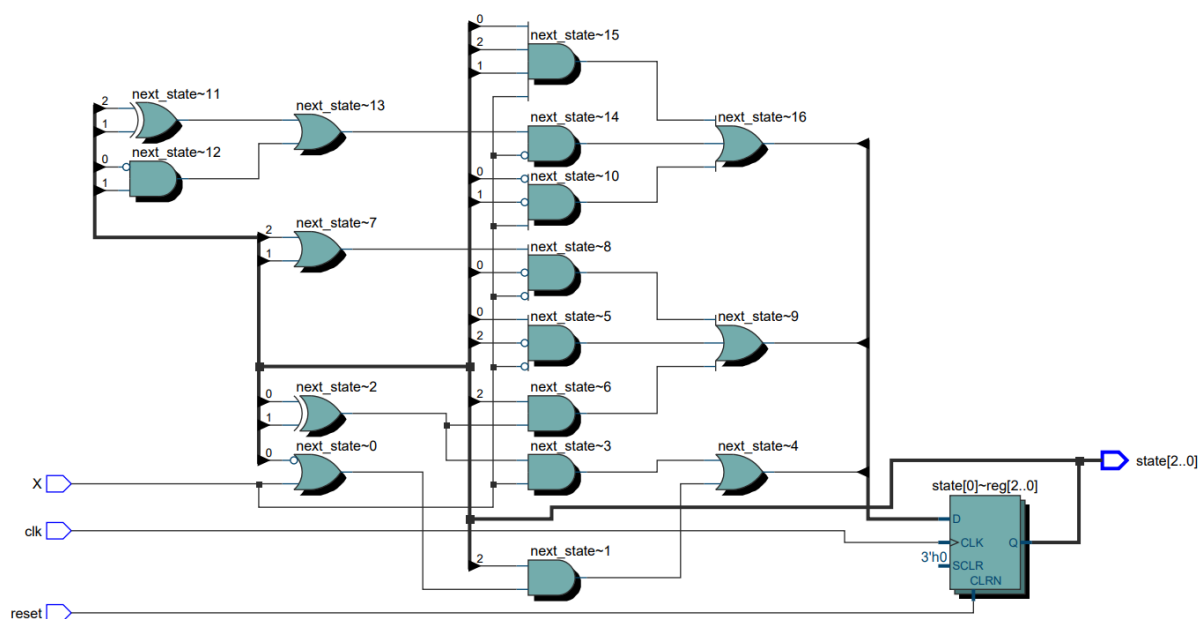 0
next_state~15
2
1
next_state~11
2
1
next_state~13
next_state~14
next_state~16
next_state~12
0
1
next_state~10
0
1
next_state~7
2
1
next_state~8
0
next_state~5
0
2
next_state~9
next_state~2
0
1
next_state~6
2
next_state~0
0
next_state~3
next_state~4
X
state[2..0]
state[0]~reg[2..0]
D
clk
CLK
Q
3'h0
SCLR
CLRN
next_state~1
2
reset